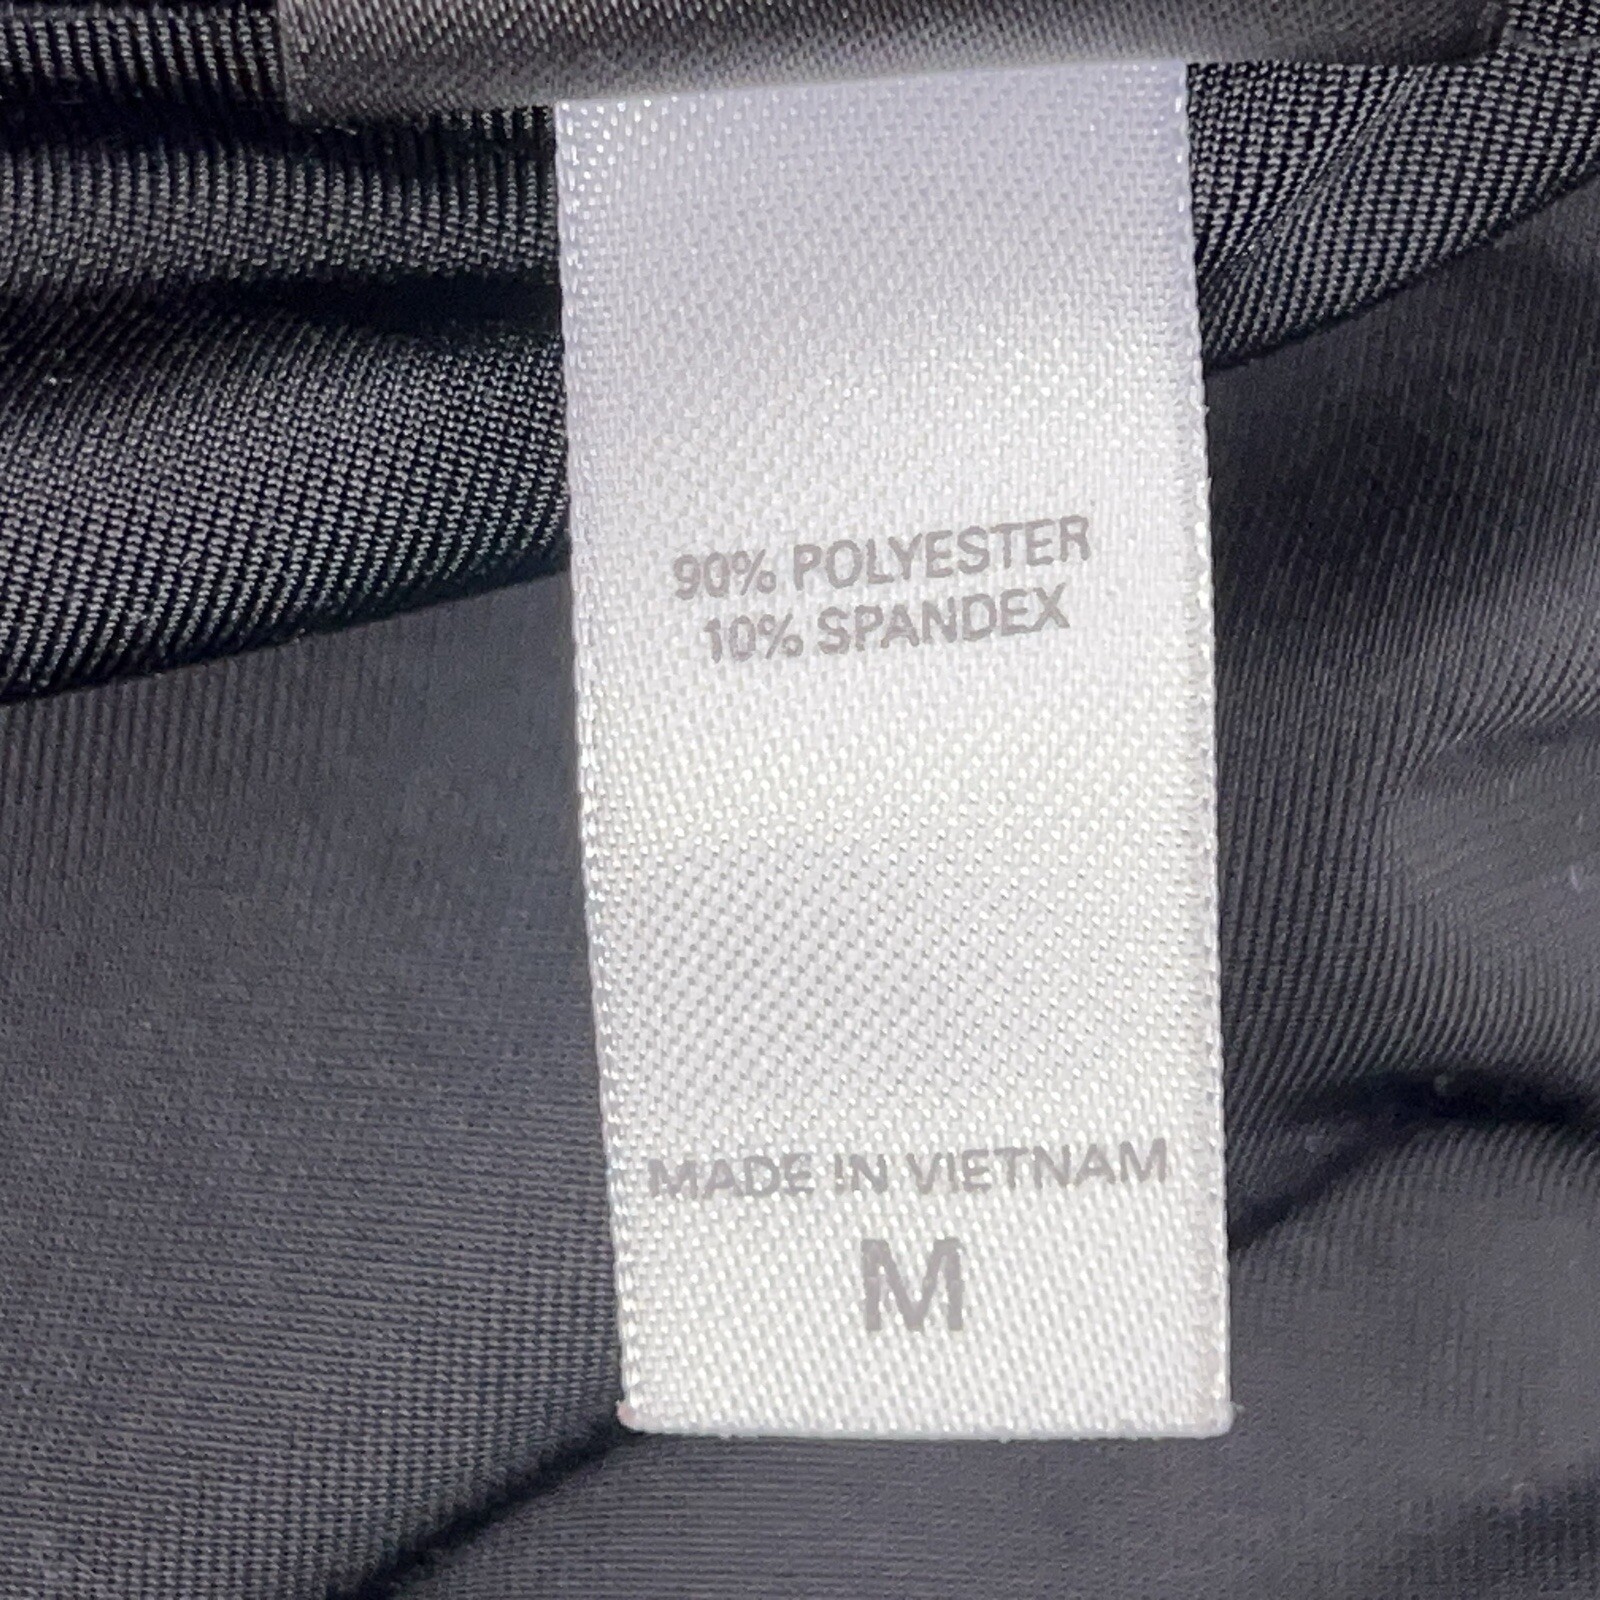 90% POLYESTER
10% SPANDEX
MADE IN VIETNAM
M